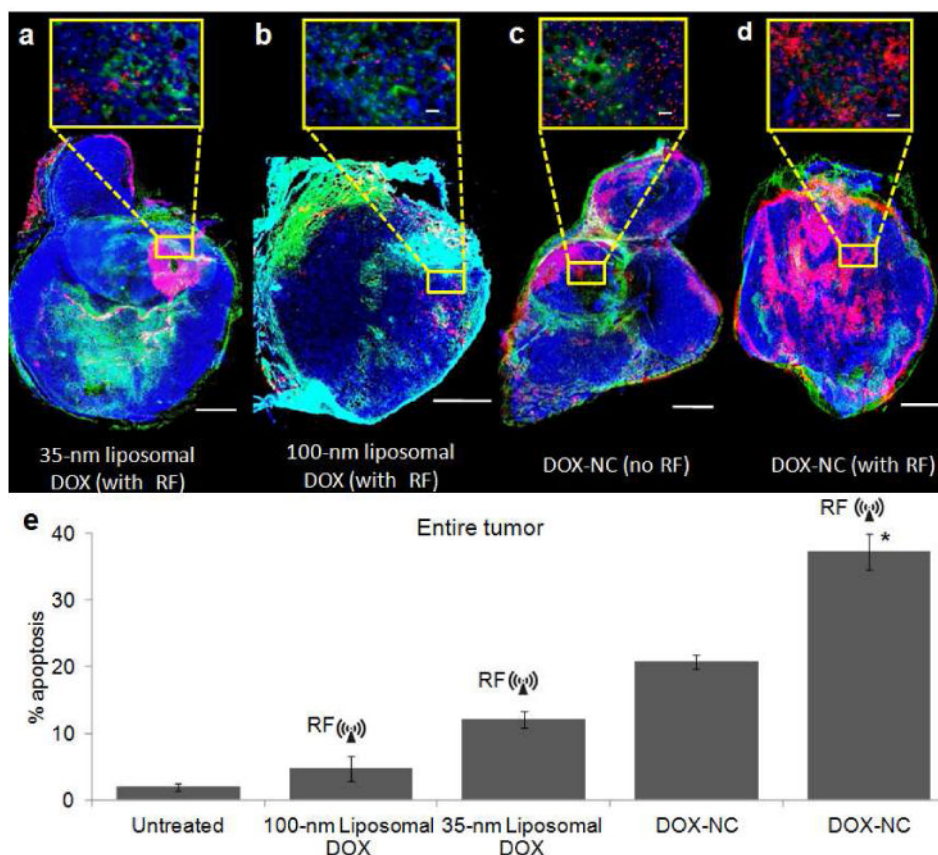 a
b
c
d
35-nm liposomal
DOX (with RF)
100-nm liposomal
DOX (with RF)
DOX-NC (no RF)
DOX-NC (with RF)
e
Entire tumor
RF
*
RF
RF
% apoptosis
40
30
20
10
0
Untreated
100-nm Liposomal
DOX
35-nm Liposomal
DOX
DOX-NC
DOX-NC